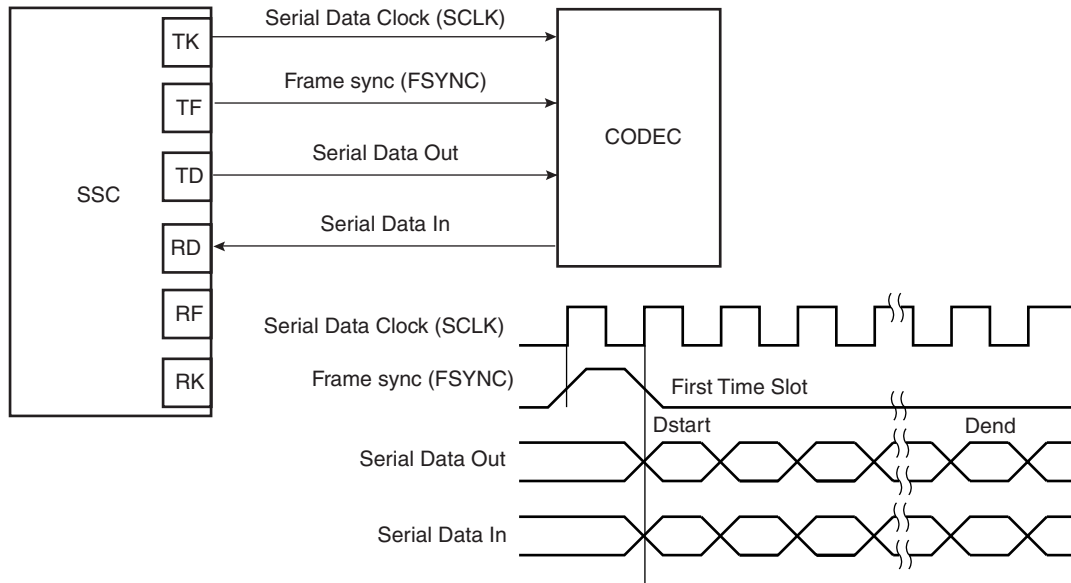 Serial Data Clock (SCLK)
TK
Frame sync (FSYNC)
TF
CODEC
Serial Data Out
TD
SSC
Serial Data In
RD
RF
Serial Data Clock (SCLK)
RK
Frame sync (FSYNC)
First Time Slot
Dstart
Dend
Serial Data Out
Serial Data In